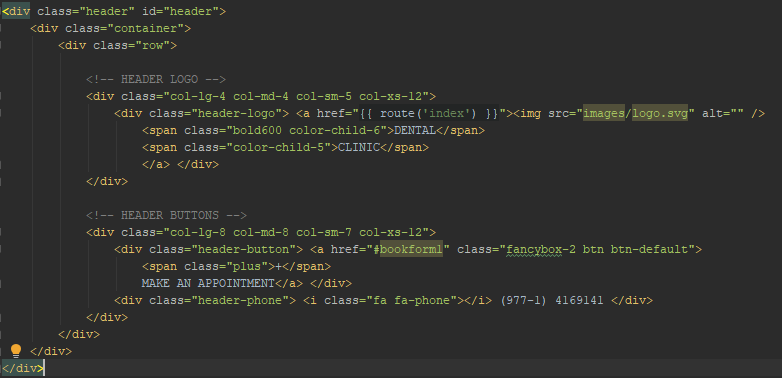 <div class="header" id="header">
<div class="container">
<div class="row">
<!-- HEADER LOGO -->
<div class="col-lg-4 col-md-4 col-sm-5 col-xs-12">
<div class="header-logo"> <a href="{{ route('index') }}"><img src="images/logo.svg" alt="" />
<span class="bold600 color-child-6">DENTAL</span>
<span class="color-child-5">CLINIC</span>
</a> </div>
</div>
<!-- HEADER BUTTONS -->
<div class="col-lg-8 col-md-8 col-sm-7 col-xs-12">
<div class="header-button"> <a href="#bookform1" class="fancybox-2 btn btn-default">
<span class="plus">+</span>
MAKE AN APPOINTMENT</a> </div>
<div class="header-phone"> <i class="fa fa-phone"></i> (977-1) 4169141 </div>
</div>
</div>
</div>
</div>